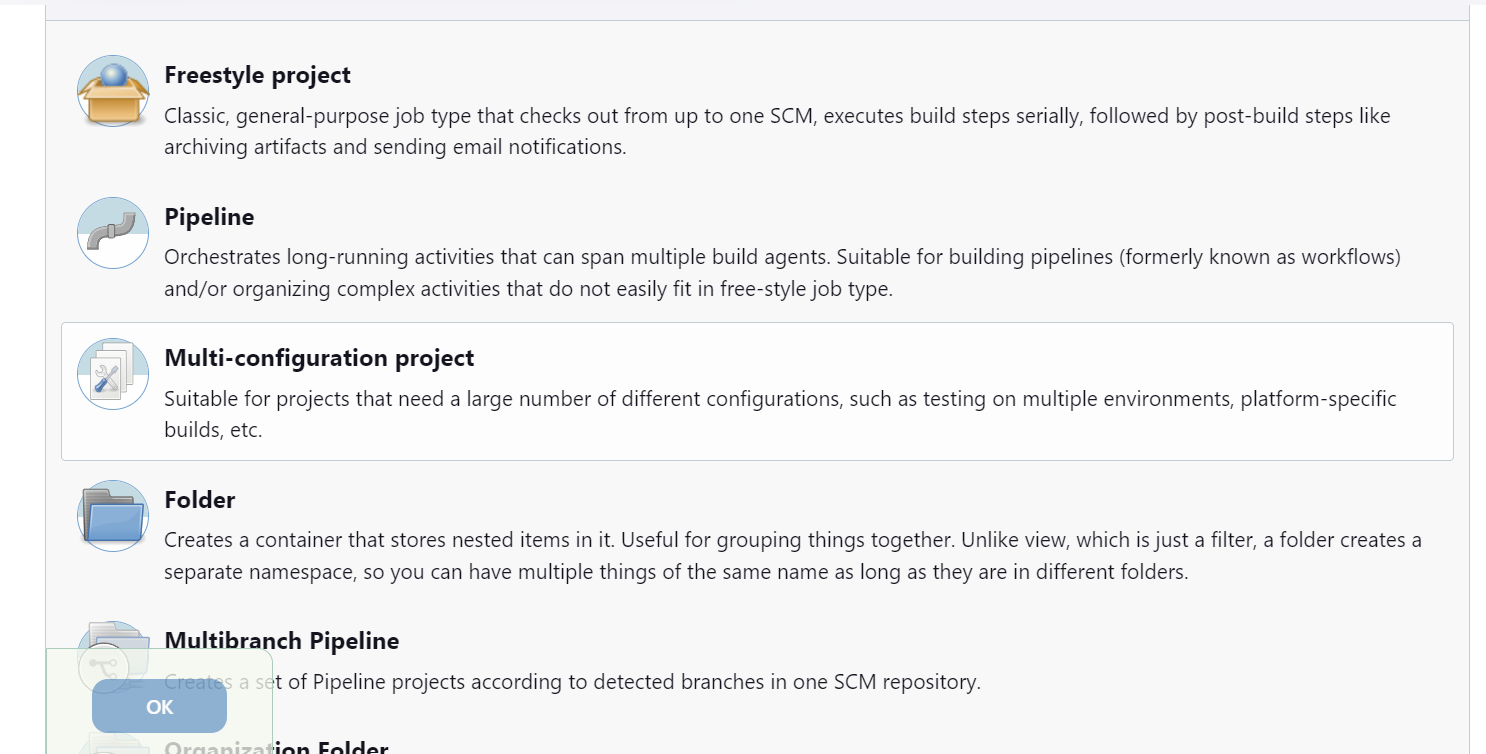 Freestyle project
Classic, general-purpose job type that checks out from up to one SCM, executes build steps serially, followed by post-build steps like
archiving artifacts and sending email notifications.
Pipeline
Orchestrates long-running activities that can span multiple build agents. Suitable for building pipelines (formerly known as workflows)
and/or organizing complex activities that do not easily fit in free-style job type.
Multi-configuration project
Suitable for projects that need a large number of different configurations, such as testing on multiple environments, platform-specific
builds, etc.
Folder
Creates a container that stores nested items in it. Useful for grouping things together. Unlike view, which is just a filter, a folder creates a
separate namespace, so you can have multiple things of the same name as long as they are in different folders.
Multibranch Pipeline
Creates a set of Pipeline projects according to detected branches in one SCM repository.
OK
Organization Folder